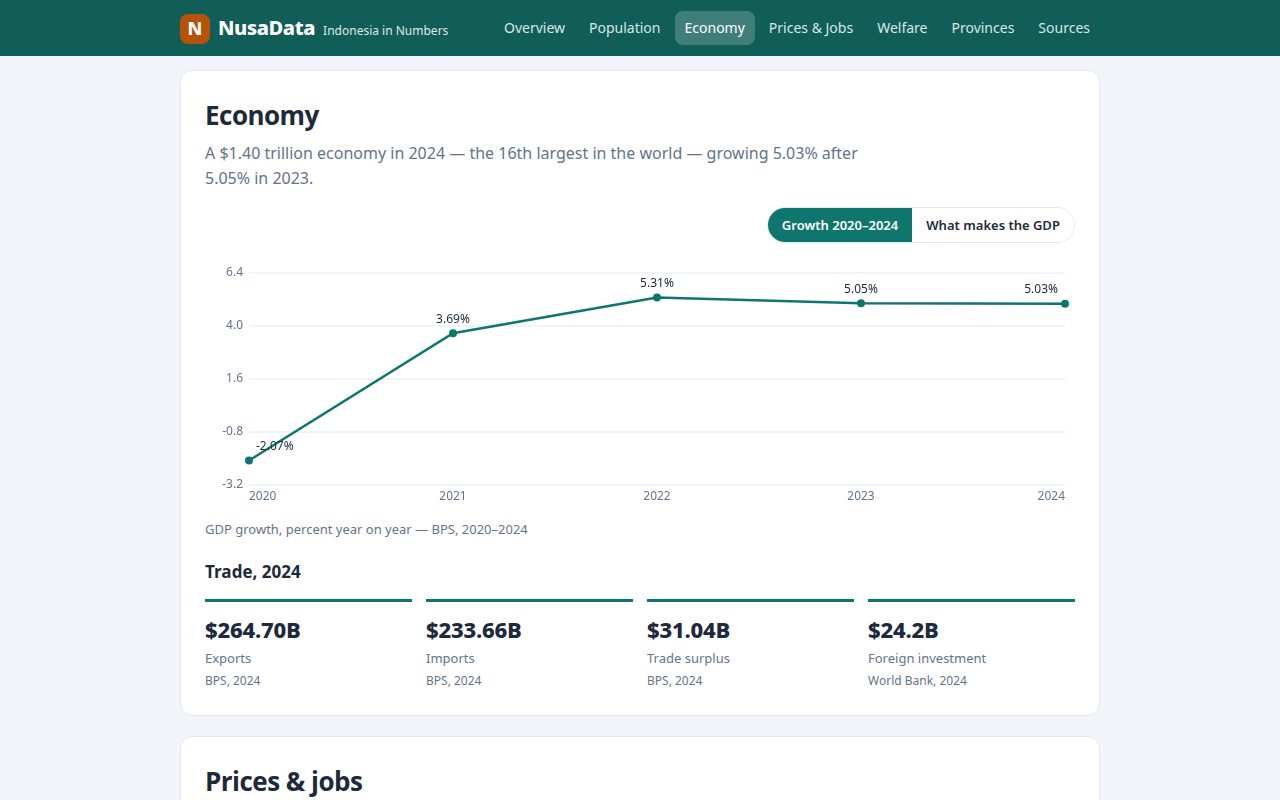 N NusaData Indonesia in Numbers Overview Population Economy Prices & Jobs Welfare Provinces Sources
Economy
A $1.40 trillion economy in 2024 — the 16th largest in the world — growing 5.03% after
5.05% in 2023.
Growth 2020–2024 What makes the GDP
6.4
4.0
1.6
-0.8
-3.2
-2.07%
3.69%
5.31%
5.05%
5.03%
2020 2021 2022 2023 2024
GDP growth, percent year on year — BPS, 2020–2024
Trade, 2024
$264.70B
Exports
BPS, 2024
$233.66B
Imports
BPS, 2024
$31.04B
Trade surplus
BPS, 2024
$24.2B
Foreign investment
World Bank, 2024
Prices & jobs